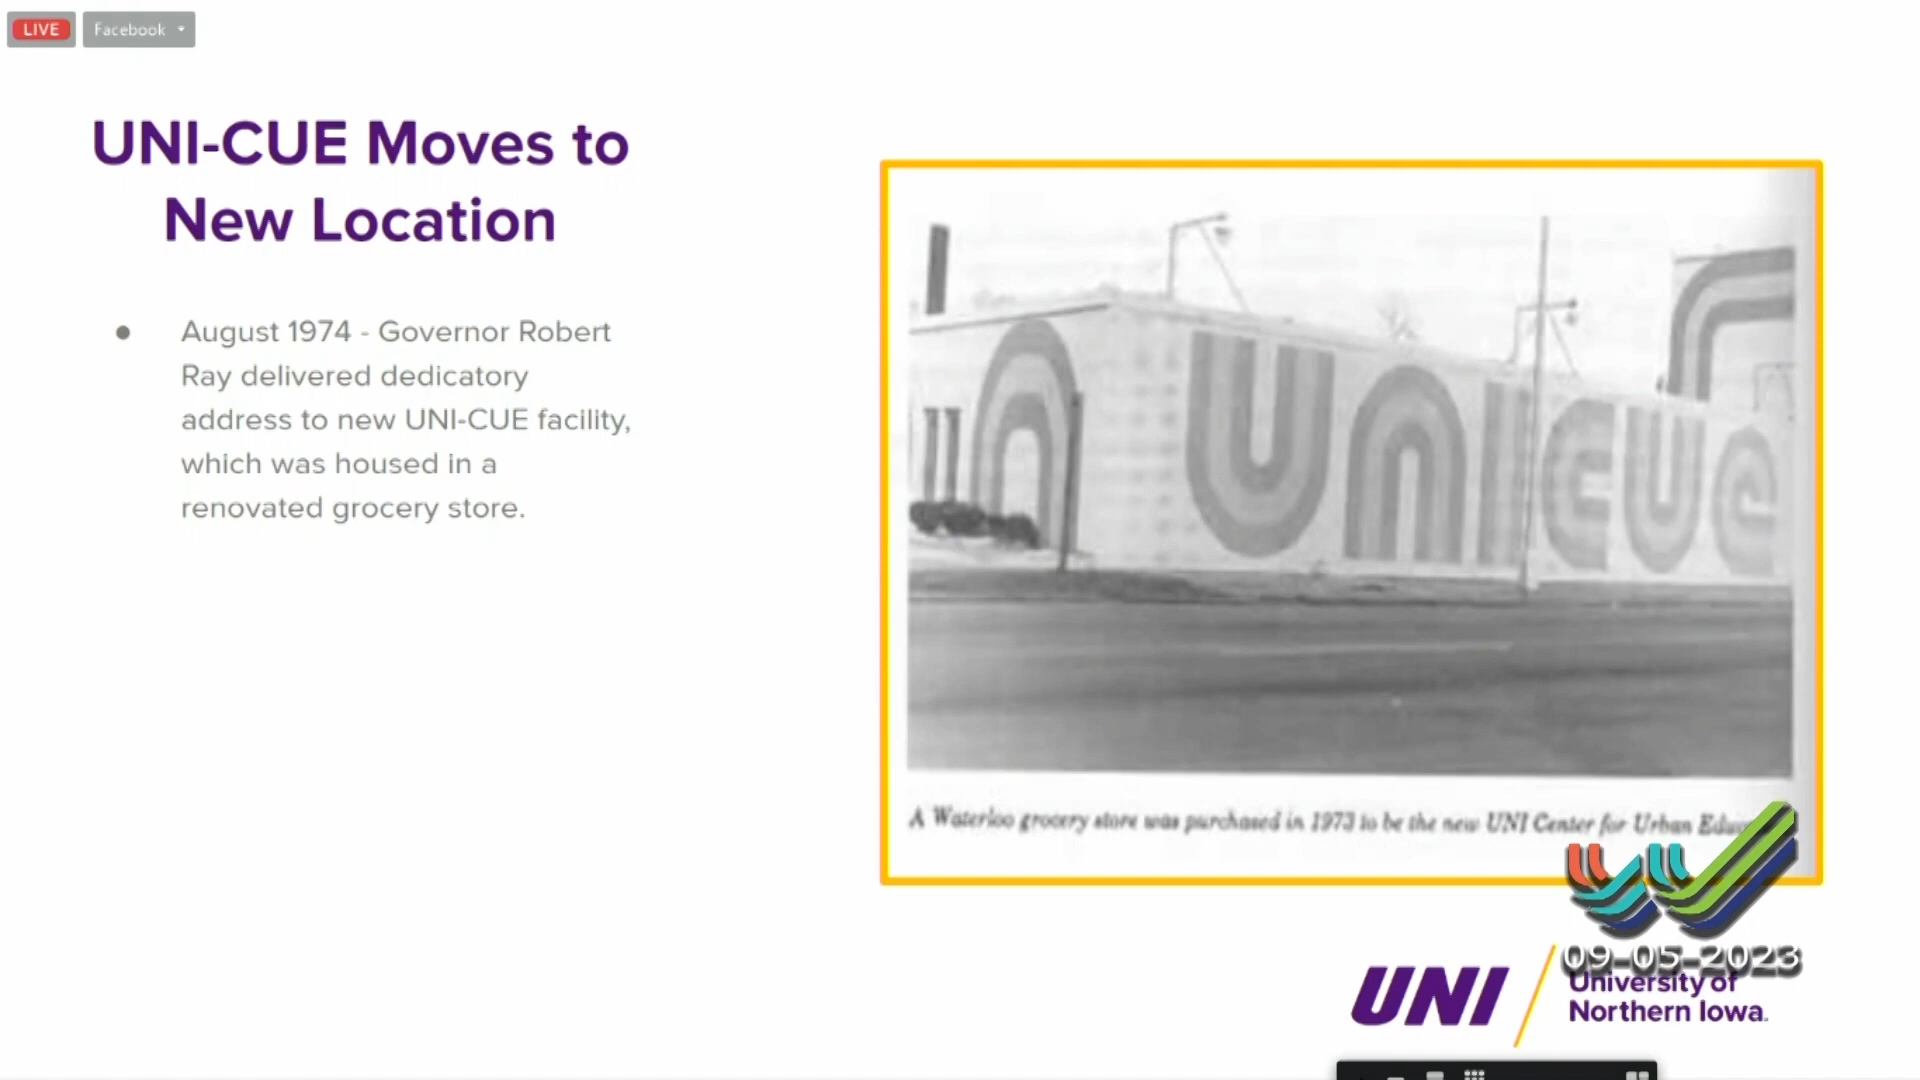 LIVE
Facebook
UNI-CUE Moves to
New Location
● August 1974 - Governor Robert
Ray delivered dedicatory
address to new UNI-CUE facility,
which was housed in a
renovated grocery store.
n UNICUE
A Waterloo grocery store was purchased in 1973 to be the new UNI Center for Urban
09-05-2023
UNI
University of
Northern Iowa.